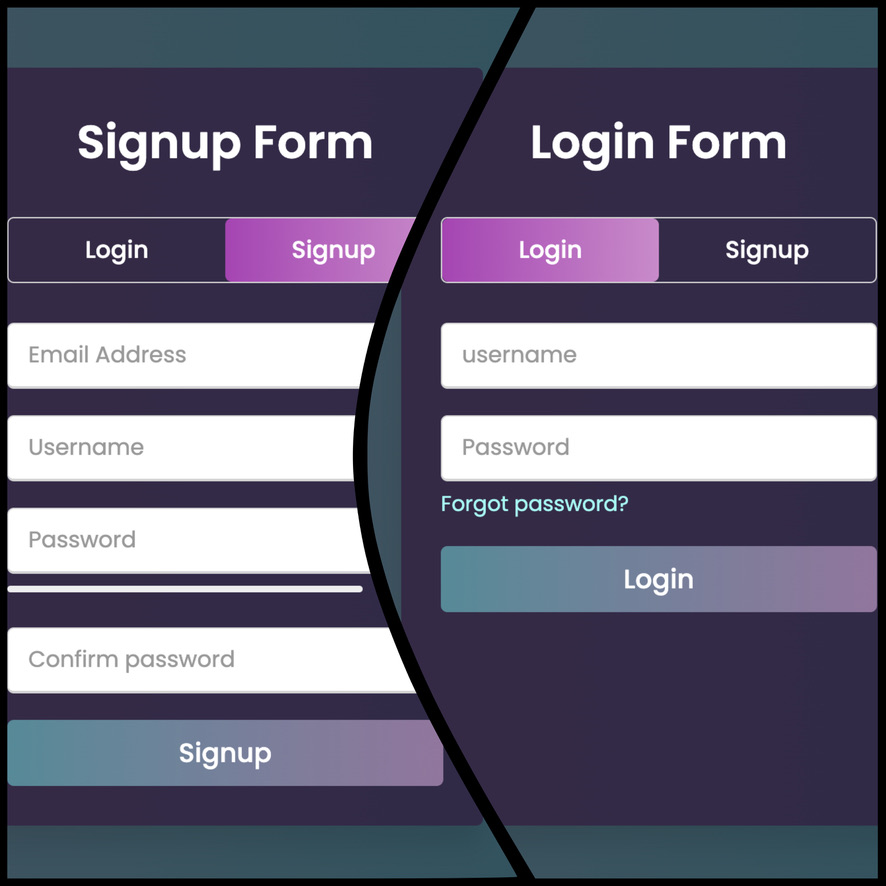 Signup Form
Login Signup
Email Address
Username
Password
Confirm password
Signup
Login Form
Login Signup
username
Password
Forgot password?
Login